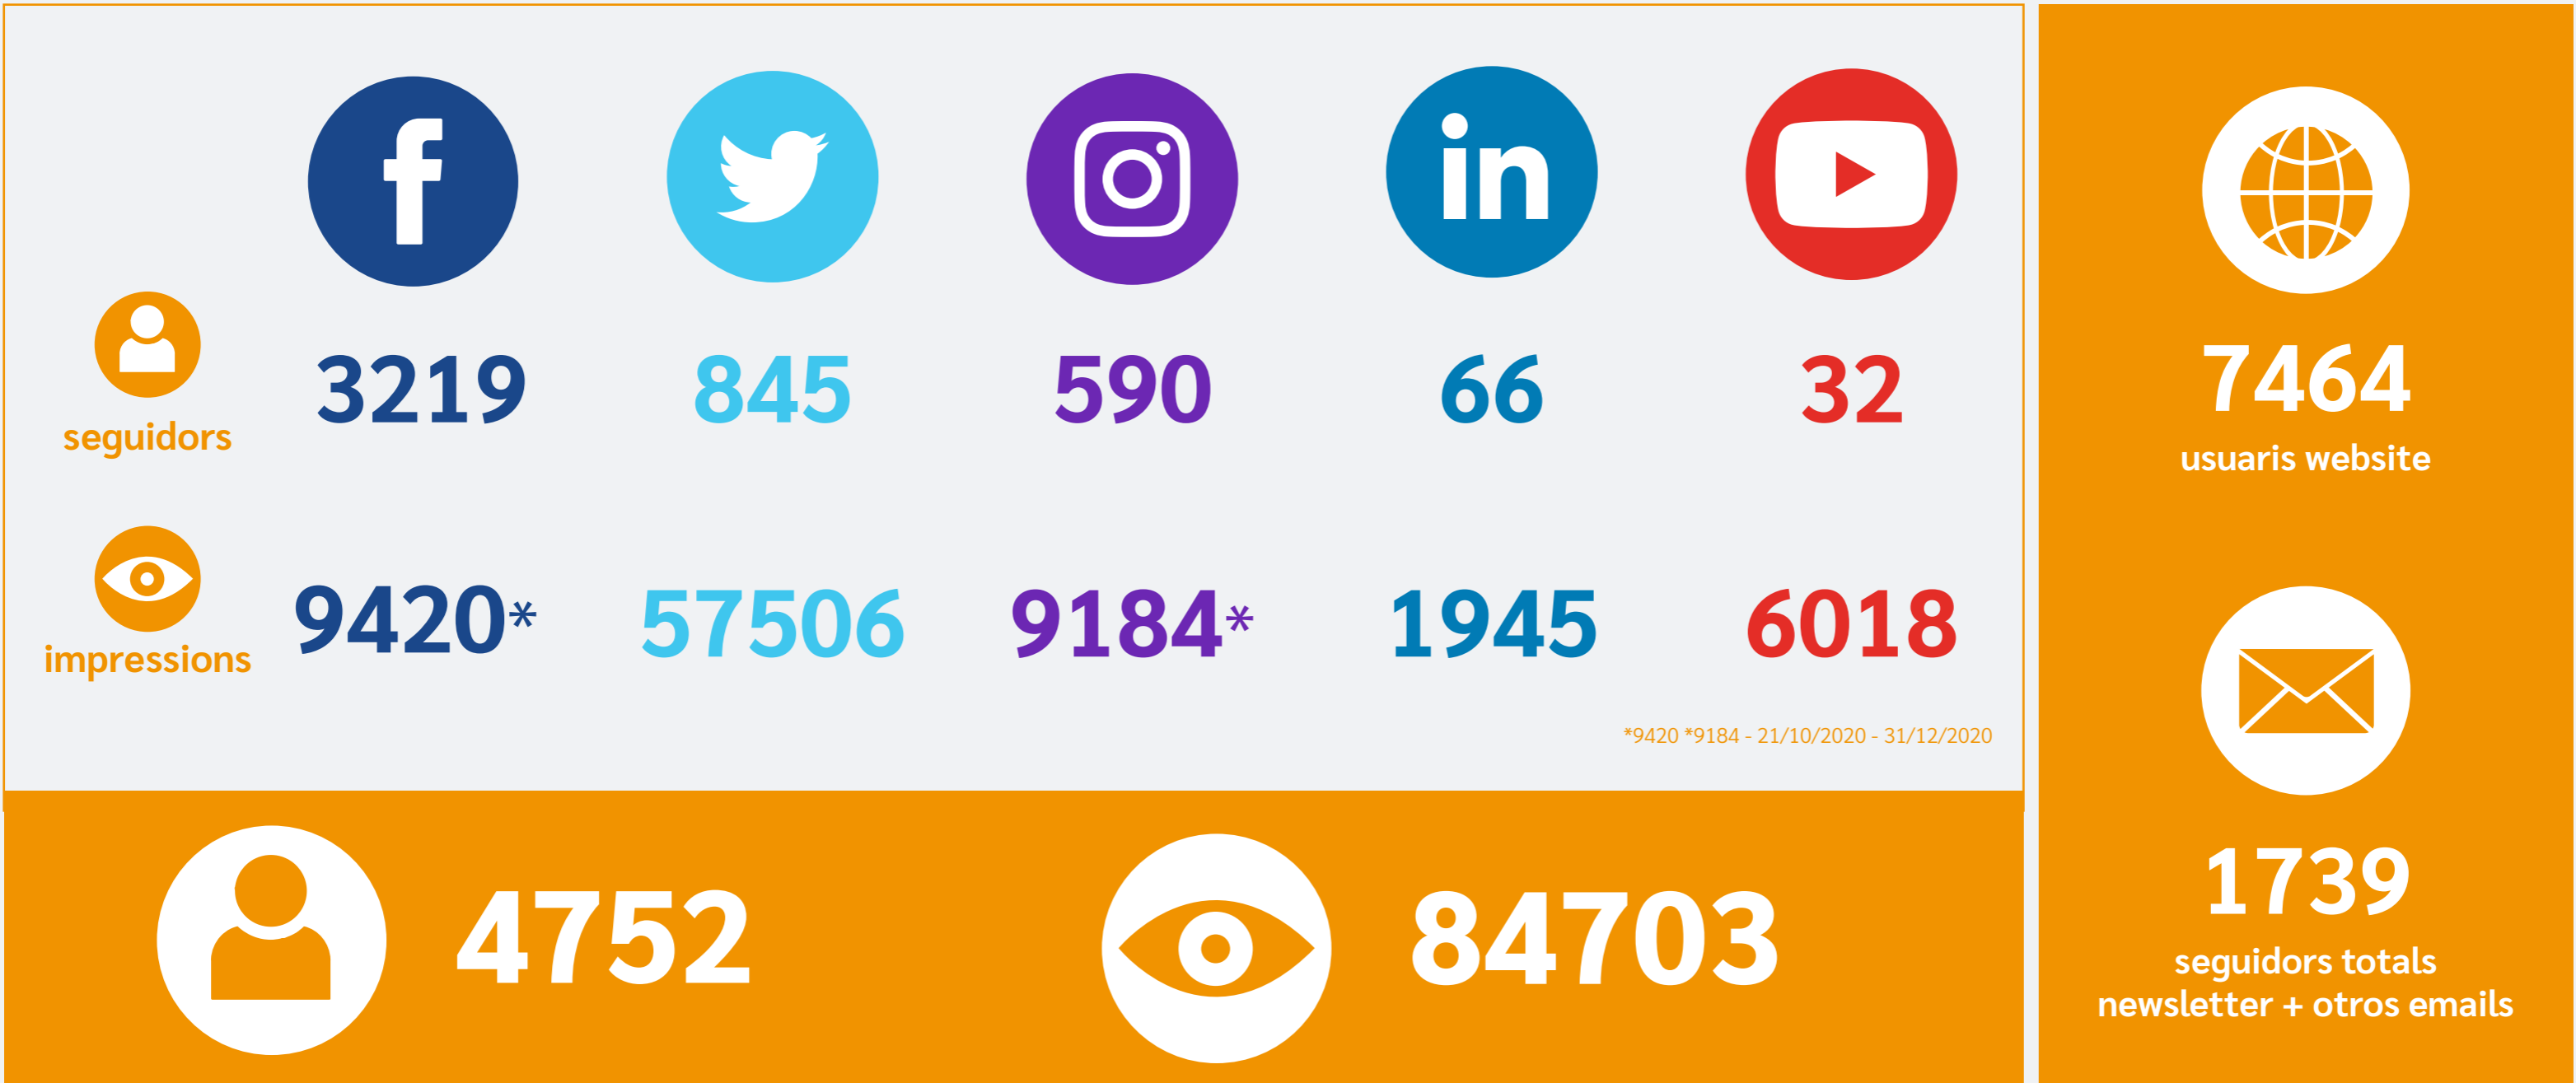 f
in
seguidors
3219
845
590
66
32
impressions
9420*
57506
9184*
1945
6018
*9420 *9184 - 21/10/2020 - 31/12/2020
4752
84703
7464
usuaris website
1739
seguidors totals
newsletter + otros emails